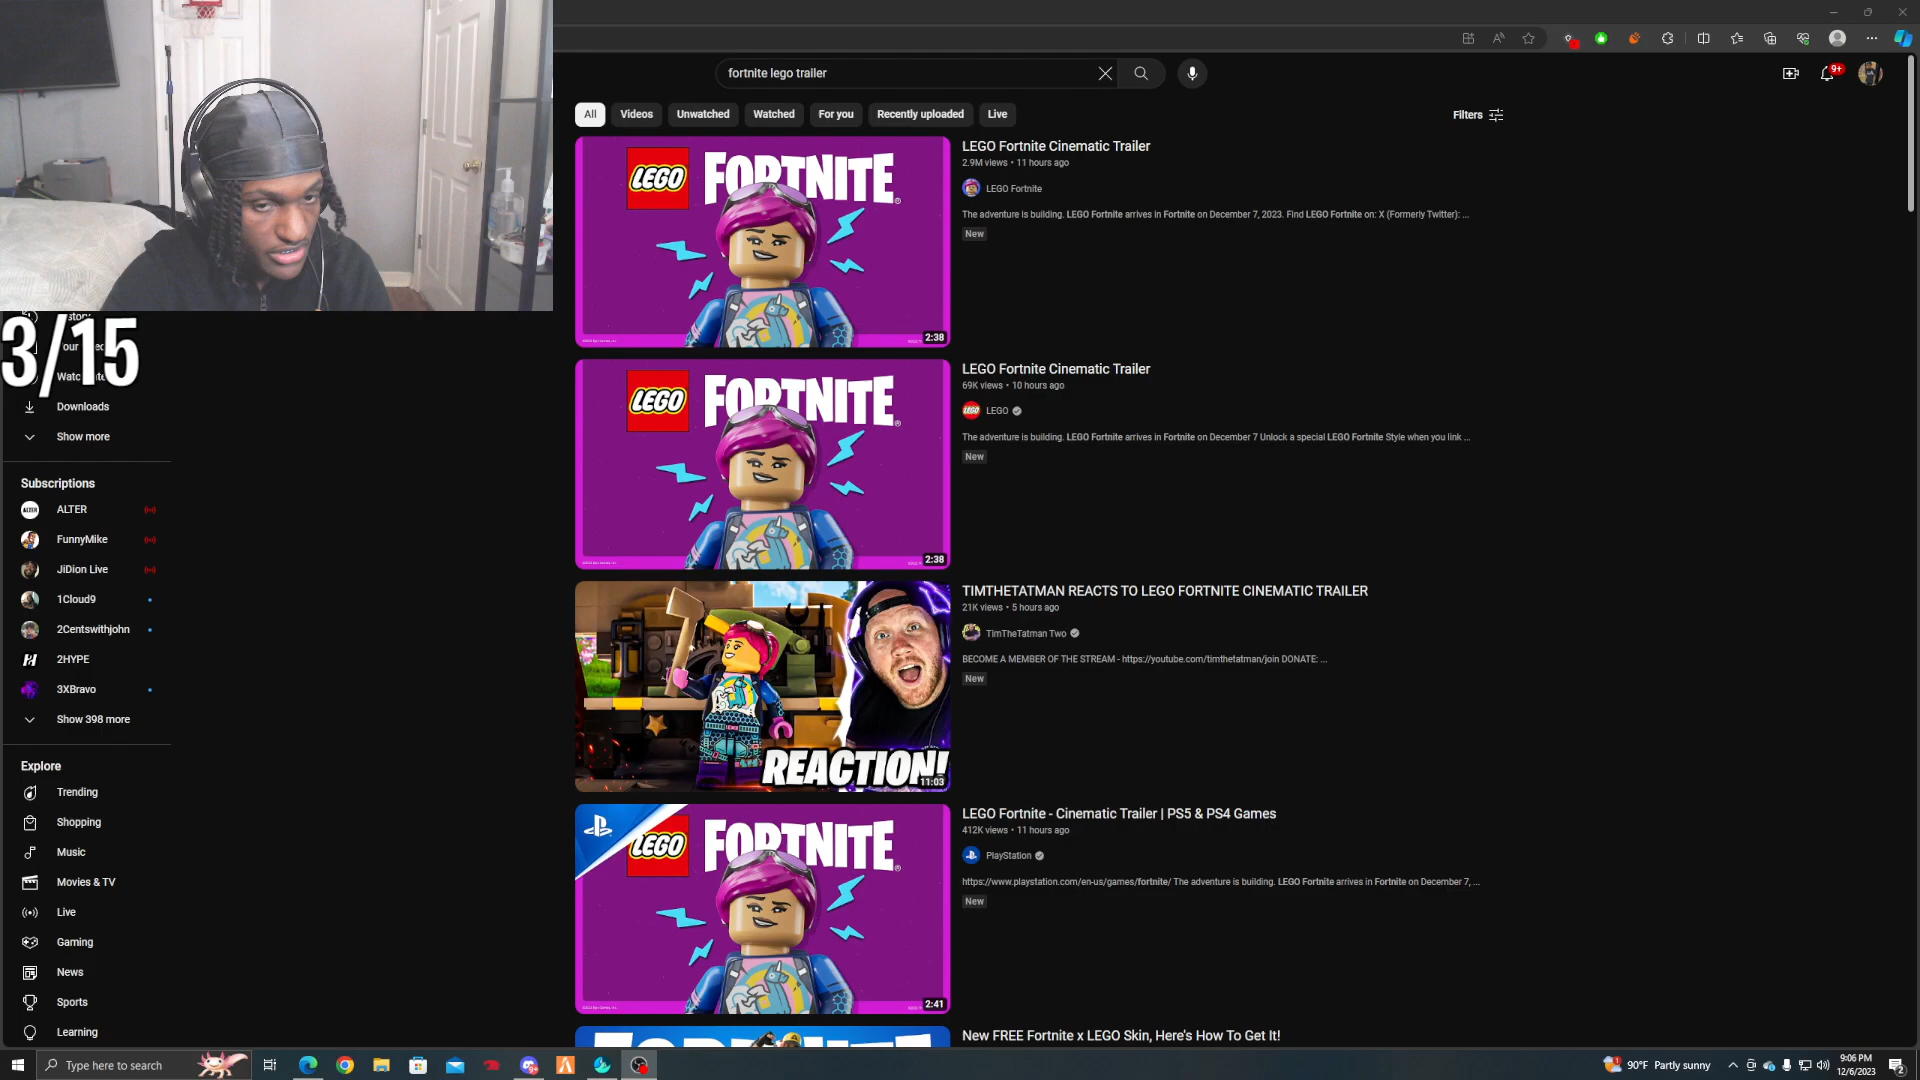 fortnite lego trailer
9+
All
Videos
Unwatched
Watched
For you
Recently uploaded
Live
Filters
LEGO
FORTNITE
2:38
LEGO Fortnite Cinematic Trailer
2.9M views • 11 hours ago
LEGO Fortnite
The adventure is building. LEGO Fortnite arrives in Fortnite on December 7, 2023. Find LEGO Fortnite on: X (Formerly Twitter): ...
New
3/15
Downloads
Show more
Subscriptions
ALTER
FunnyMike
JiDion Live
1Cloud9
2Centswithjohn
2HYPE
3XBravo
Show 398 more
Explore
Trending
Shopping
Music
Movies & TV
Live
Gaming
News
Sports
Learning
LEGO
FORTNITE
2:38
LEGO Fortnite Cinematic Trailer
69K views • 10 hours ago
LEGO
The adventure is building. LEGO Fortnite arrives in Fortnite on December 7 Unlock a special LEGO Fortnite Style when you link ...
New
REACTION!
11:03
TIMTHETATMAN REACTS TO LEGO FORTNITE CINEMATIC TRAILER
21K views • 5 hours ago
TimTheTatman Two
BECOME A MEMBER OF THE STREAM - https://youtube.com/timthetatman/join DONATE: ...
New
LEGO
FORTNITE
2:41
LEGO Fortnite - Cinematic Trailer | PS5 & PS4 Games
412K views • 11 hours ago
PlayStation
https://www.playstation.com/en-us/games/fortnite/ The adventure is building. LEGO Fortnite arrives in Fortnite on December 7, ...
New
New FREE Fortnite x LEGO Skin, Here's How To Get It!
Type here to search
90°F Partly sunny
9:06 PM
12/6/2023